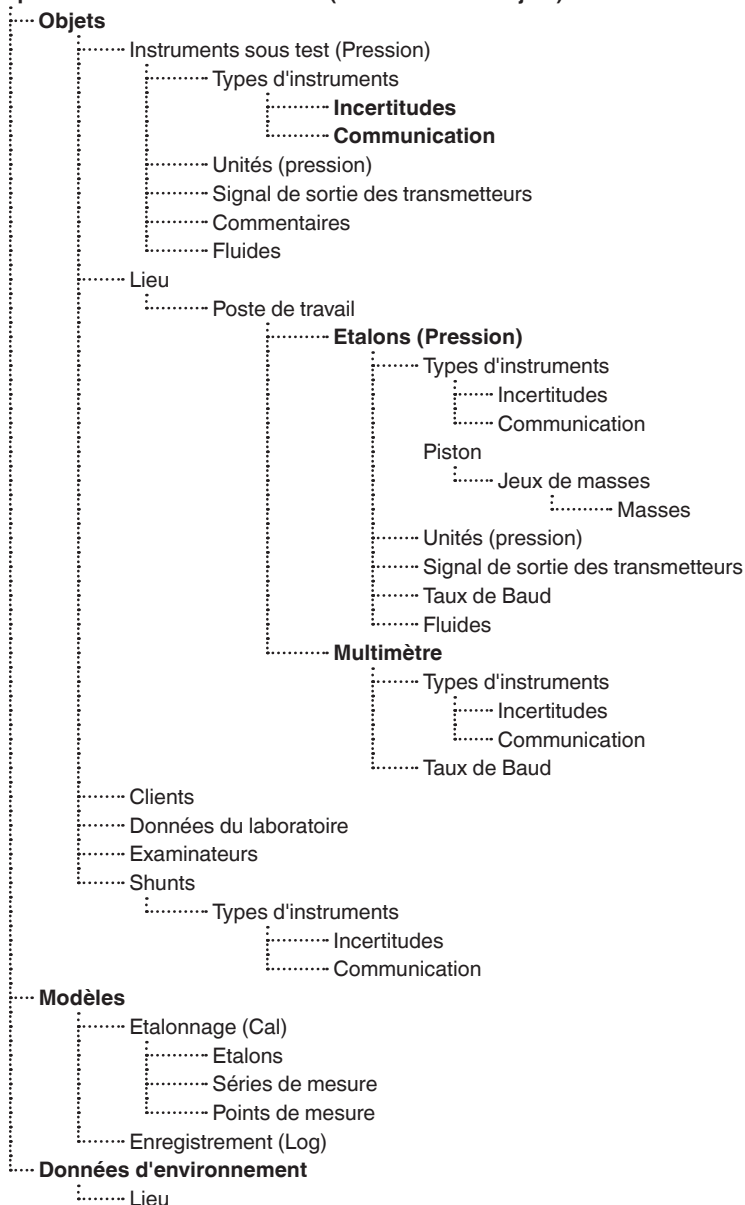 Objets
Instruments sous test (Pression)
Types d'instruments
Incertitudes
Communication
Unités (pression)
Signal de sortie des transmetteurs
Commentaires
Fluides
Lieu
Poste de travail
Etalons (Pression)
Types d'instruments
Incertitudes
Communication
Piston
Jeux de masses
Masses
Unités (pression)
Signal de sortie des transmetteurs
Taux de Baud
Fluides
Multimètre
Types d'instruments
Incertitudes
Communication
Taux de Baud
Clients
Données du laboratoire
Examinateurs
Shunts
Types d'instruments
Incertitudes
Communication
Modèles
Etalonnage (Cal)
Etalons
Séries de mesure
Points de mesure
Enregistrement (Log)
Données d'environnement
Lieu